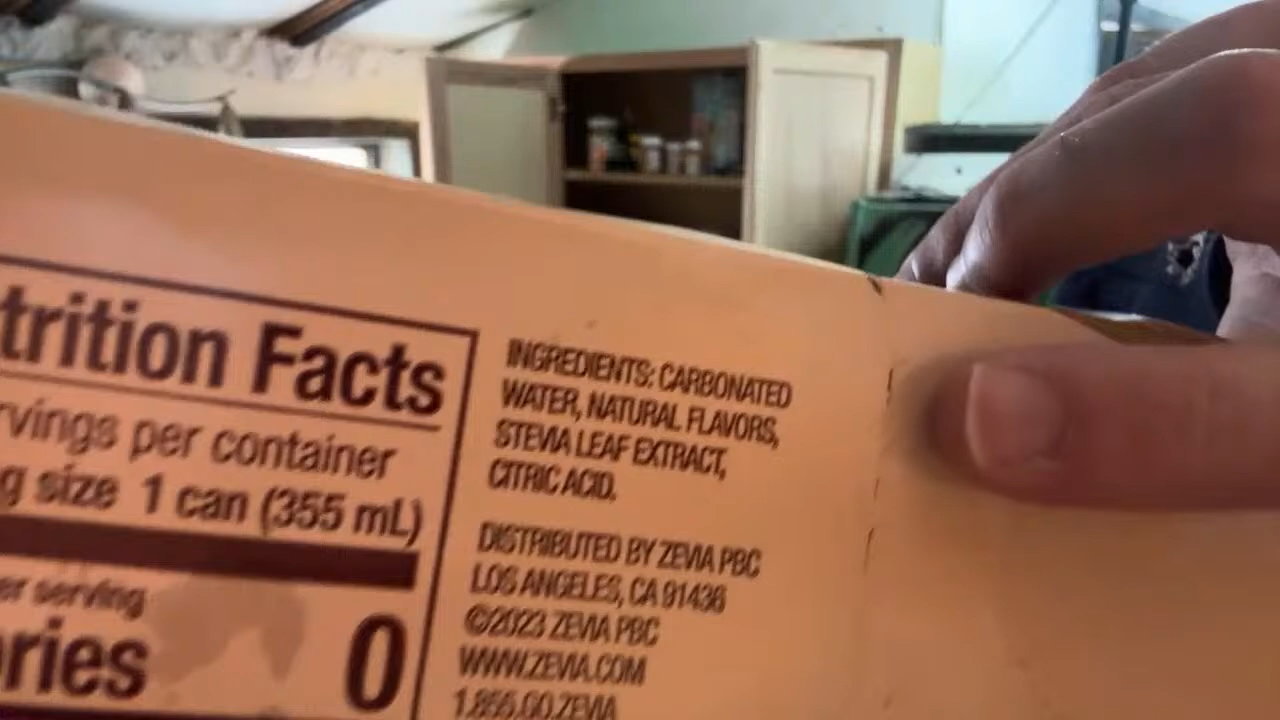 trition Facts
rvings per container
g size 1 can (355 mL)
er serving
ories 0
INGREDIENTS: CARBONATED
WATER, NATURAL FLAVORS,
STEVIA LEAF EXTRACT,
CITRIC ACID.
DISTRIBUTED BY ZEVIA PBC
LOS ANGELES, CA 91436
©2023 ZEVIA PBC
WWW.ZEVIA.COM
1.855.GO.ZEVIA